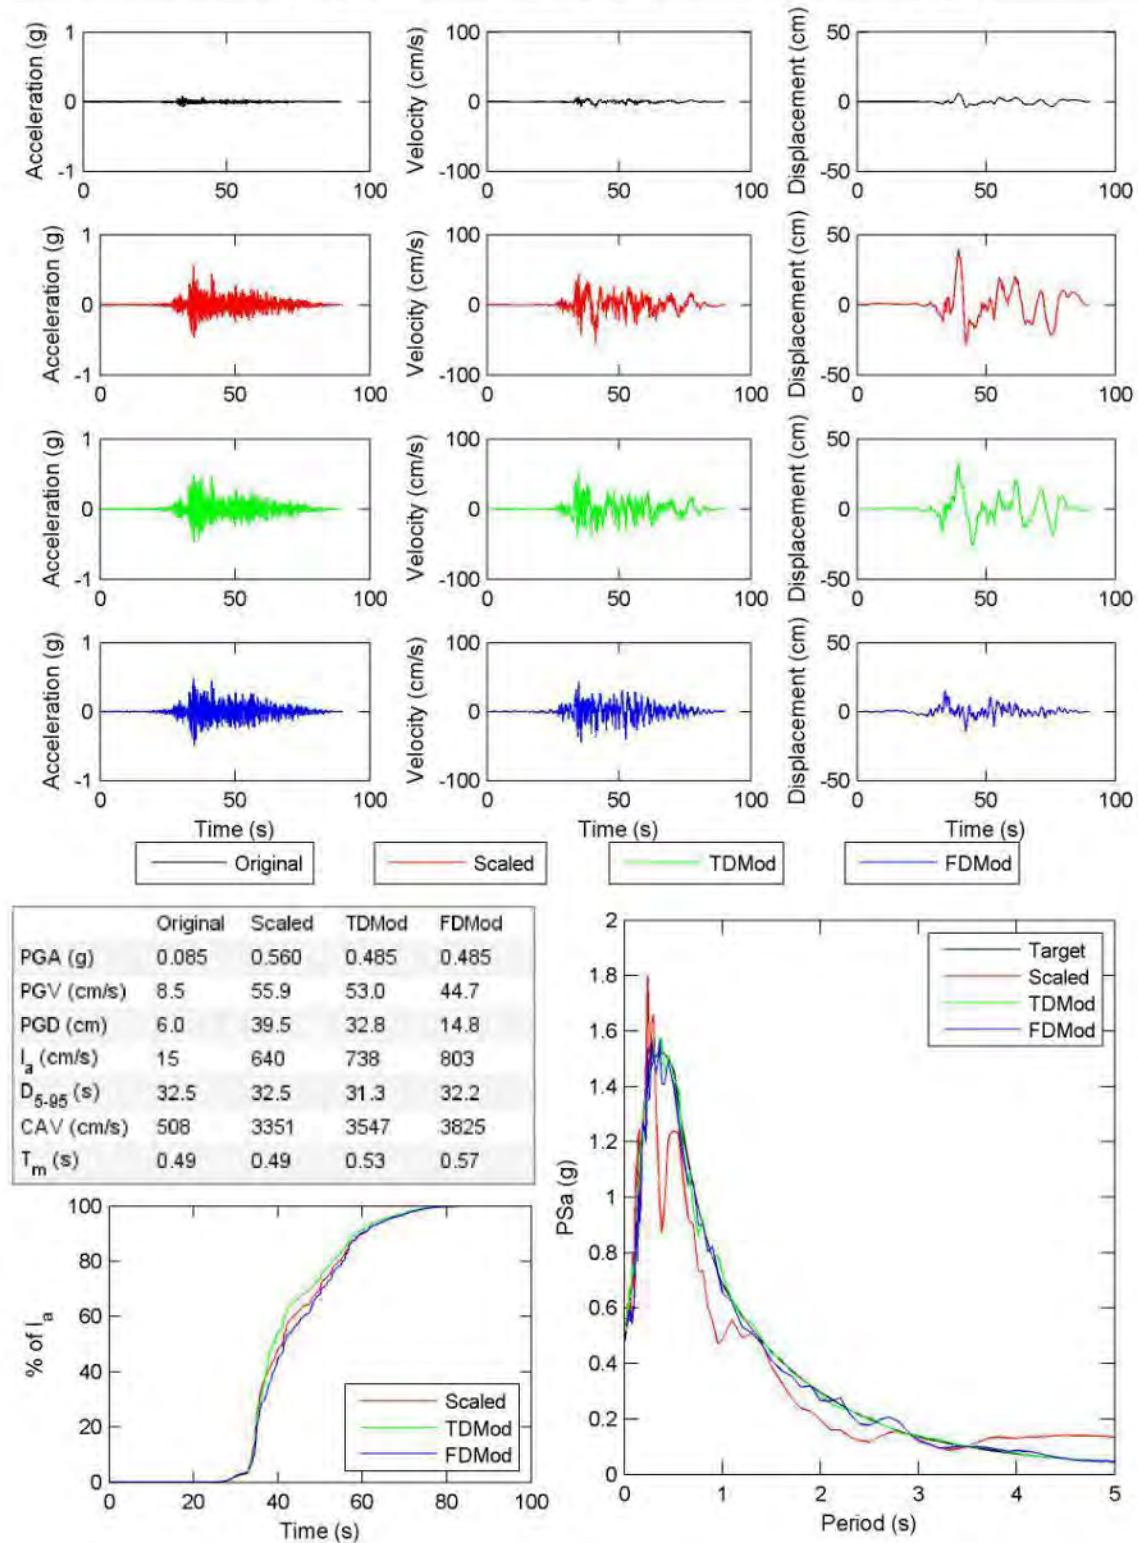 Acceleration (g)
1
0
-1
0 50 100
Velocity (cm/s)
100
0
-100
0 50 100
Displacement (cm)
50
0
-50
0 50 100
Acceleration (g)
1
0
-1
0 50 100
Velocity (cm/s)
100
0
-100
0 50 100
Displacement (cm)
50
0
-50
0 50 100
Acceleration (g)
1
0
-1
0 50 100
Velocity (cm/s)
100
0
-100
0 50 100
Displacement (cm)
50
0
-50
0 50 100
Acceleration (g)
1
0
-1
0 50 100
Time (s)
Velocity (cm/s)
100
0
-100
0 50 100
Time (s)
Displacement (cm)
50
0
-50
0 50 100
Time (s)
Original
Scaled
TDMod
FDMod
Original Scaled TDMod FDMod
PGA (g) 0.085 0.560 0.485 0.485
PGV (cm/s) 8.5 55.9 53.0 44.7
PGD (cm) 6.0 39.5 32.8 14.8
Ia (cm/s) 15 640 738 803
D5-95 (s) 32.5 32.5 31.3 32.2
CAV (cm/s) 508 3351 3547 3825
Tm (s) 0.49 0.49 0.53 0.57
% of Ia
100
80
60
40
20
0
0 20 40 60 80 100
Time (s)
Scaled
TDMod
FDMod
PSa (g)
2
1.8
1.6
1.4
1.2
1
0.8
0.6
0.4
0.2
0
0 1 2 3 4 5
Period (s)
Target
Scaled
TDMod
FDMod